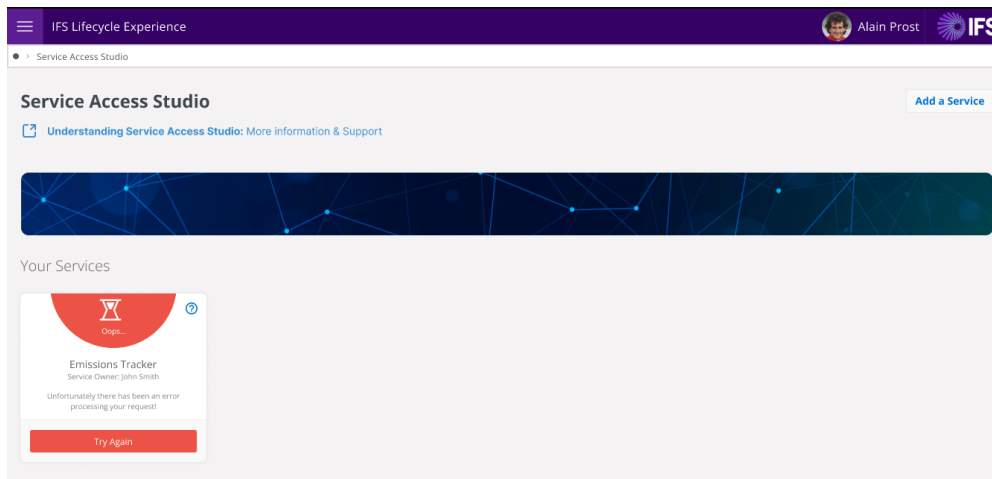 IFS Lifecycle Experience
Alain Prost
IFS
Service Access Studio
Service Access Studio
Add a Service
Understanding Service Access Studio: More information & Support
Your Services
Oops...
Emissions Tracker
Service Owner: John Smith
Unfortunately there has been an error
processing your request!
Try Again